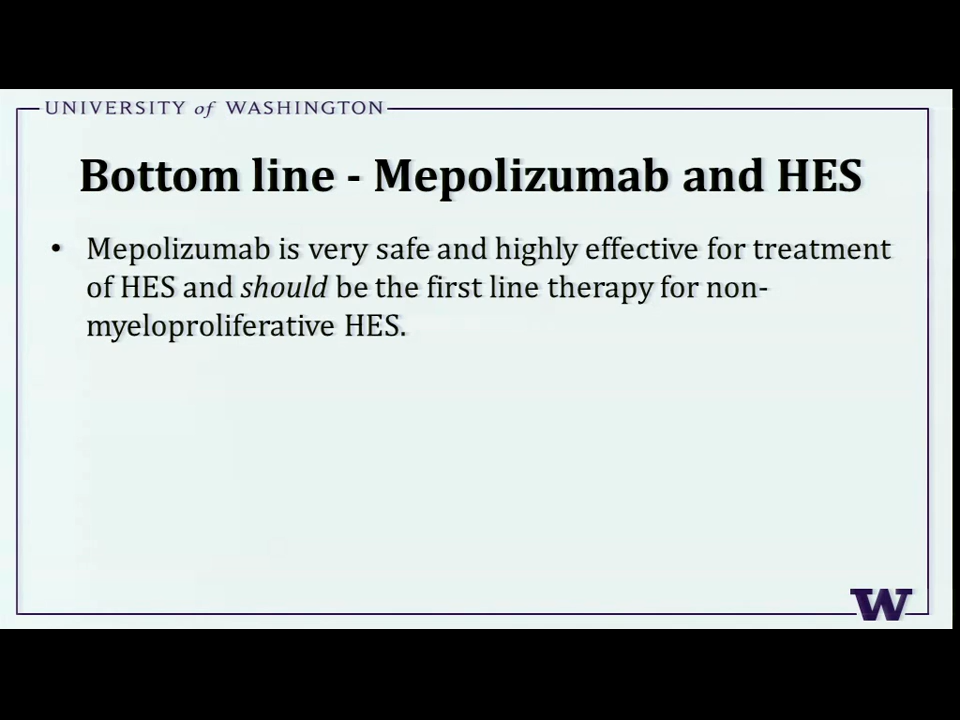 UNIVERSITY of WASHINGTON
Bottom line - Mepolizumab and HES
• Mepolizumab is very safe and highly effective for treatment
of HES and should be the first line therapy for non-
myeloproliferative HES.
W